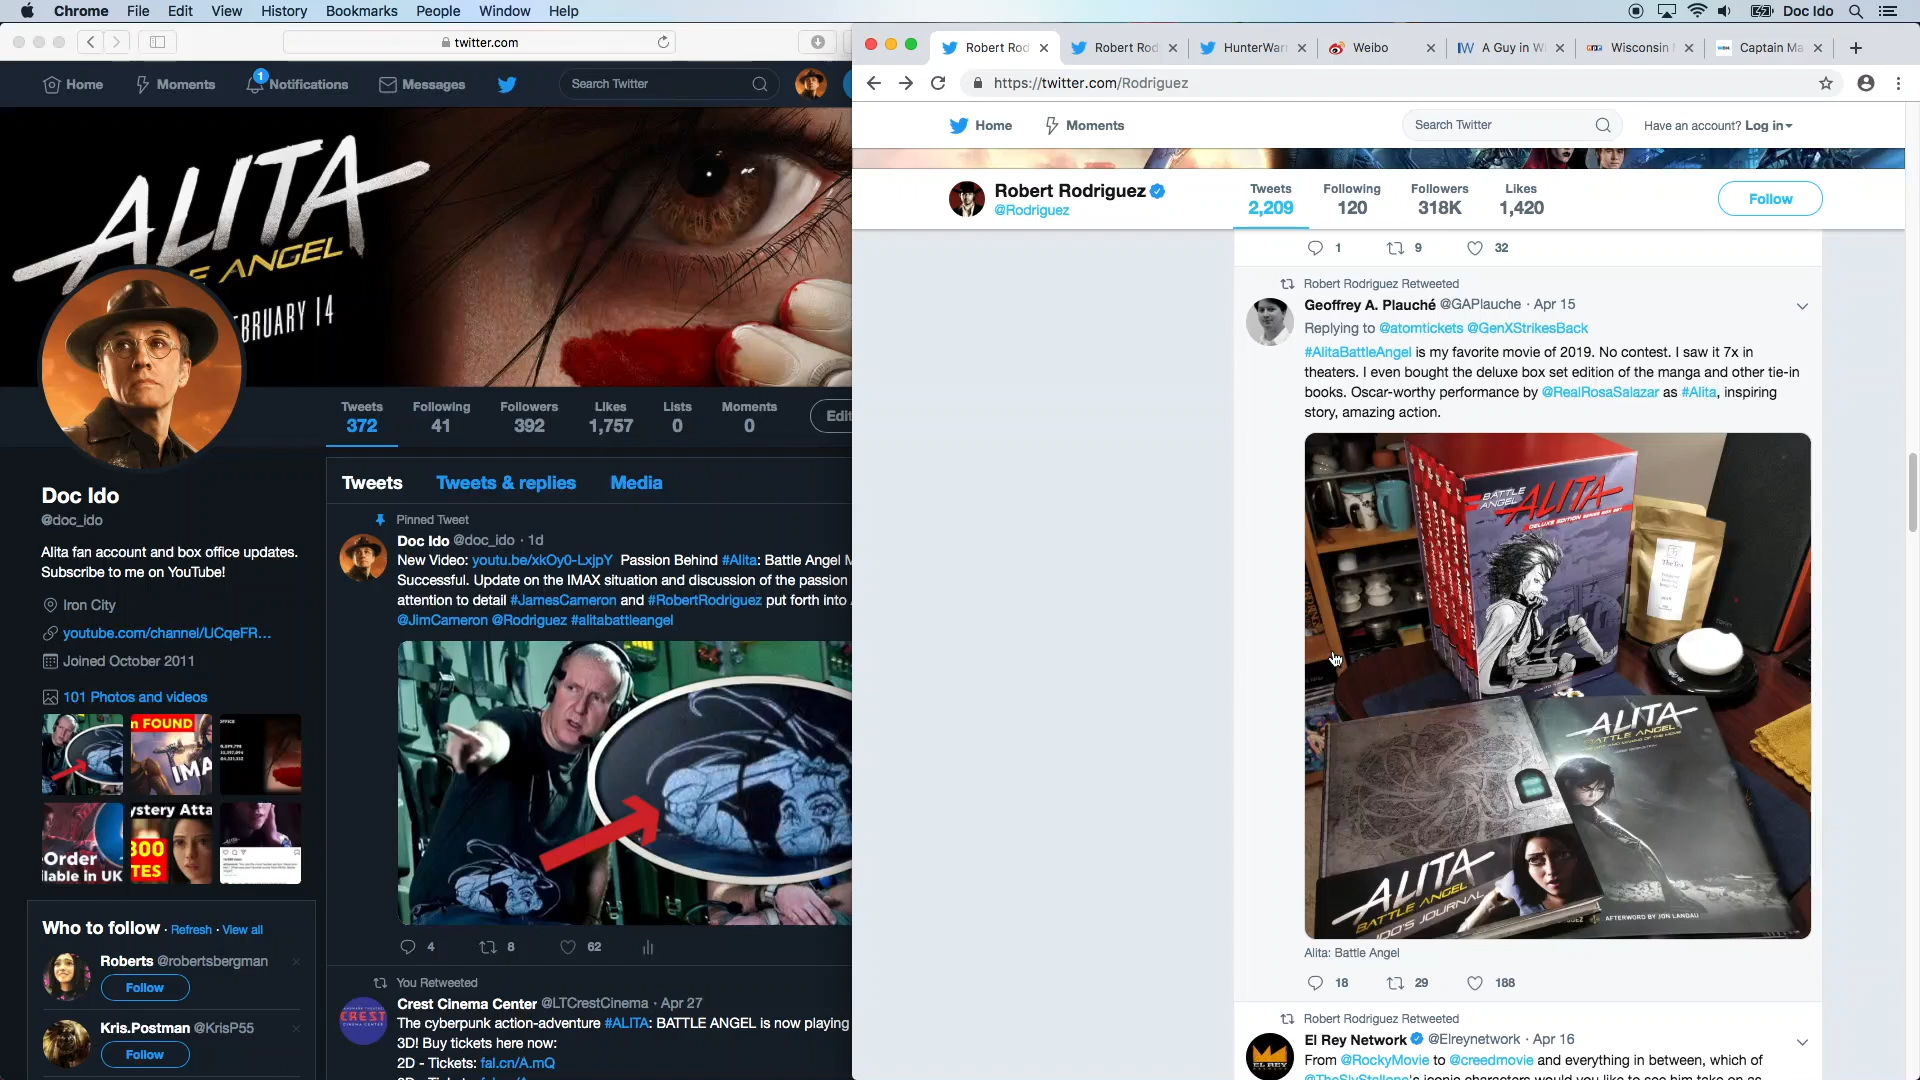 Chrome File Edit View History Bookmarks People Window Help Doc Ido
twitter.com
Home Moments 1 Notifications Messages Search Twitter
ALITA
BATTLE ANGEL
FEBRUARY 14
Tweets Following Followers Likes Lists Moments
372 41 392 1,757 0 0
Edit
Doc Ido
@doc_ido
Alita fan account and box office updates.
Subscribe to me on YouTube!
Iron City
youtube.com/channel/UCqeFR...
Joined October 2011
101 Photos and videos
n FOUND
IMA
ystery Atta
300
TES
-Order
ilable in UK
Who to follow · Refresh · View all
Roberts @robertsbergman
Follow
Kris.Postman @KrisP55
Follow
Tweets Tweets & replies Media
Pinned Tweet
Doc Ido @doc_ido · 1d
New Video: youtu.be/xkOy0-LxjpY Passion Behind #Alita: Battle Angel M
Successful. Update on the IMAX situation and discussion of the passion
attention to detail #JamesCameron and #RobertRodriguez put forth into
@JimCameron @Rodriguez #alitabattleangel
4 8 62
You Retweeted
Crest Cinema Center @LTCrestCinema · Apr 27
The cyberpunk action-adventure #ALITA: BATTLE ANGEL is now playing
3D! Buy tickets here now:
2D - Tickets: fal.cn/A.mQ
CREST
Robert Rod HunterWar Weibo A Guy in W Wisconsin Captain Ma
Robert Rod
https://twitter.com/Rodriguez
Home Moments Search Twitter Have an account? Log in
Robert Rodriguez
@Rodriguez
Tweets Following Followers Likes
2,209 120 318K 1,420
Follow
1 9 32
Robert Rodriguez Retweeted
Geoffrey A. Plauché @GAPlauche · Apr 15
Replying to @atomtickets @GenXStrikesBack
#AlitaBattleAngel is my favorite movie of 2019. No contest. I saw it 7x in
theaters. I even bought the deluxe box set edition of the manga and other tie-in
books. Oscar-worthy performance by @RealRosaSalazar as #Alita, inspiring
story, amazing action.
BATTLE
ANGEL ALITA
DELUXE EDITION SERIES BOX SET
ALITA
BATTLE ANGEL
ALITA
BATTLE ANGEL
IDO'S JOURNAL
AFTERWORD BY JON LANDAU
Alita: Battle Angel
18 29 188
Robert Rodriguez Retweeted
El Rey Network @Elreynetwork · Apr 16
From @RockyMovie to @creedmovie and everything in between, which of
@TheSlyStallone's iconic characters would you like to see him take on as
EL REY